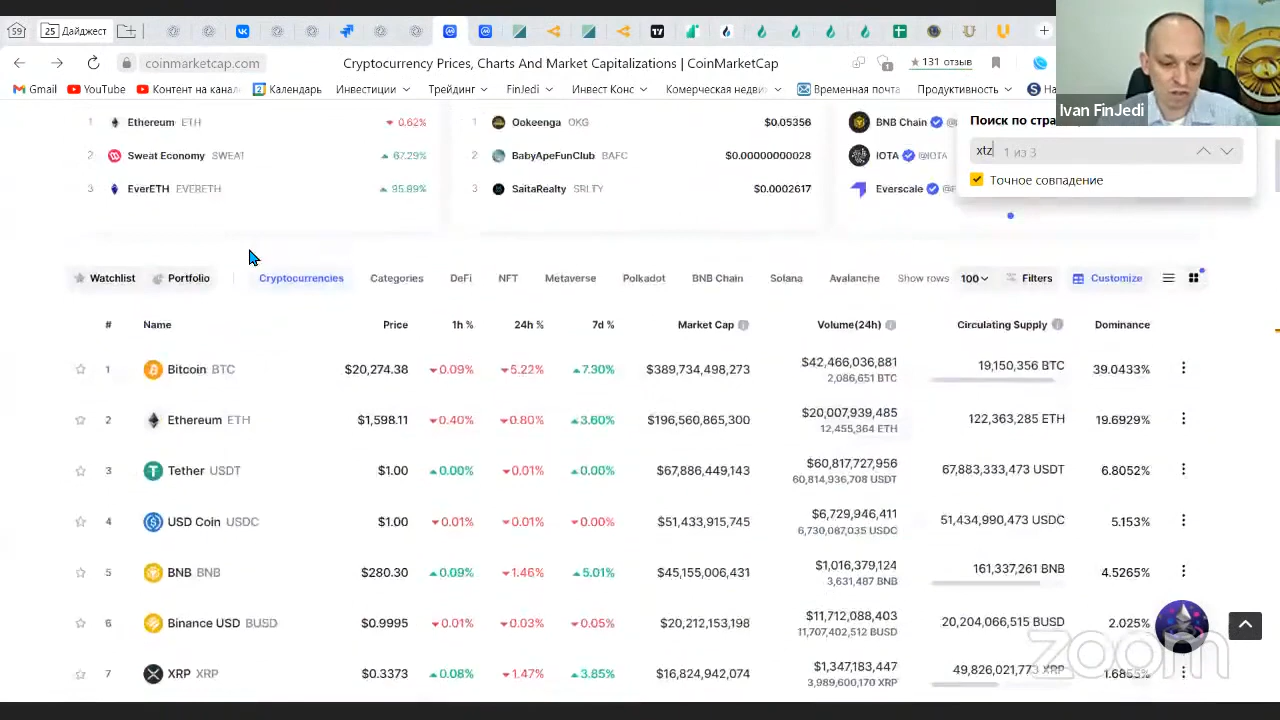 59 25 Дайджест
coinmarketcap.com Cryptocurrency Prices, Charts And Market Capitalizations | CoinMarketCap 1 ★ 131 отзыв
Gmail YouTube Контент на канал Календарь Инвестиции Трейдинг FinJedi Инвест Конс Комерческая недви Временная почта Продуктивность На
Ivan FinJedi
Поиск по стра
xtz 1 из 3
Точное совпадение
1 Ethereum ETH 0.62% 1 Ookeenga OKG $0.05356 BNB Chain
2 Sweat Economy SWEAT 67.29% 2 BabyApeFunClub BAFC $0.00000000028 IOTA @IOTA
3 EverETH EVERETH 95.99% 3 SaitaRealty SRLTY $0.0002617 Everscale
Watchlist Portfolio Cryptocurrencies Categories DeFi NFT Metaverse Polkadot BNB Chain Solana Avalanche Show rows 100 Filters Customize
# Name Price 1h % 24h % 7d % Market Cap Volume(24h) Circulating Supply Dominance
1 Bitcoin BTC $20,274.38 0.09% 5.22% 7.30% $389,734,498,273 $42,466,036,881 19,150,356 BTC 39.0433%
2,086,651 BTC
2 Ethereum ETH $1,598.11 0.40% 0.80% 3.60% $196,560,865,300 $20,007,939,485 122,363,285 ETH 19.6929%
12,455,364 ETH
3 Tether USDT $1.00 0.00% 0.01% 0.00% $67,886,449,143 $60,817,727,956 67,883,333,473 USDT 6.8052%
60,814,936,708 USDT
4 USD Coin USDC $1.00 0.01% 0.01% 0.00% $51,433,915,745 $6,729,946,411 51,434,990,473 USDC 5.153%
6,730,087,035 USDC
5 BNB BNB $280.30 0.09% 1.46% 5.01% $45,155,006,431 $1,016,379,124 161,337,261 BNB 4.5265%
3,631,487 BNB
6 Binance USD BUSD $0.9995 0.01% 0.03% 0.05% $20,212,153,198 $11,712,088,403 20,204,066,515 BUSD 2.025%
11,707,402,512 BUSD
7 XRP XRP $0.3373 0.08% 1.47% 3.85% $16,824,942,074 $1,347,183,447 49,826,021,773 XRP 1.6855%
3,989,600,170 XRP
zoom